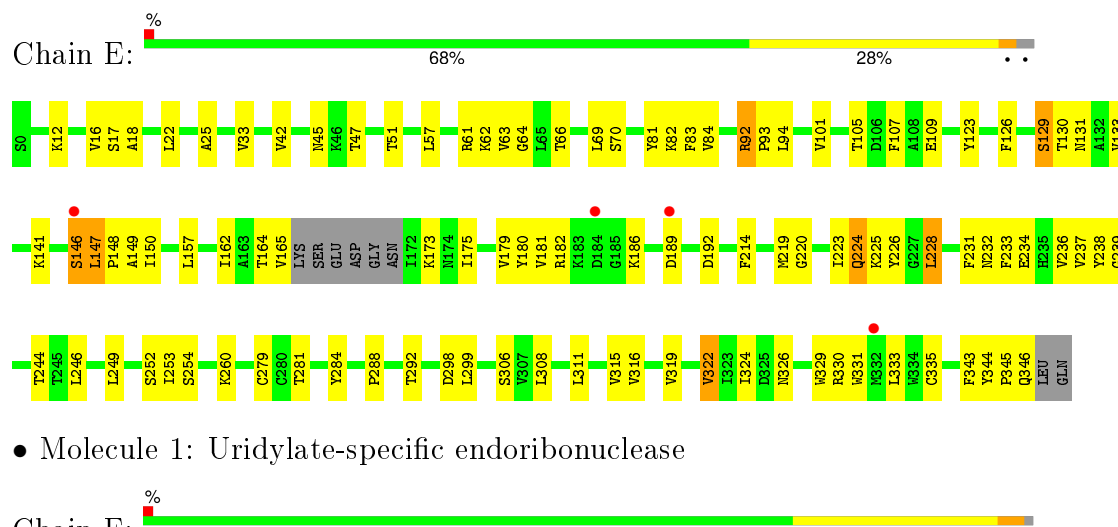 %
Chain E:
68% 28% • •
S0 K12 V16 S17 A18 L22 A25 V33 V42 N45 K46 T47 T51 L57 R61 K62 V63 G64 L65 T66 L69 S70 Y81 K82 F83 V84 R92 P93 L94 V101 T105 D106 F107 A108 E109 Y123 F126 S129 T130 N131 A132 V133
K141 S146 L147 P148 A149 I150 L157 I162 A163 T164 V165 LYS SER GLU ASP GLY ASN I172 K173 N174 I175 V179 Y180 V181 R182 K183 D184 G185 K186 D189 D192 F214 M219 G220 I223 Q224 K225 Y226 G227 L228 F231 N232 F233 E234 H235 V236 V237 Y238
T244 T245 L246 L249 S252 I253 S254 K260 C279 C280 T281 Y284 P288 T292 D298 L299 S306 V307 L308 L311 V315 V316 V319 V322 I323 I324 D325 N326 W329 R330 W331 M332 L333 W334 C335 F343 Y344 P345 Q346 LEU GLN
• Molecule 1: Uridylate-specific endoribonuclease
%